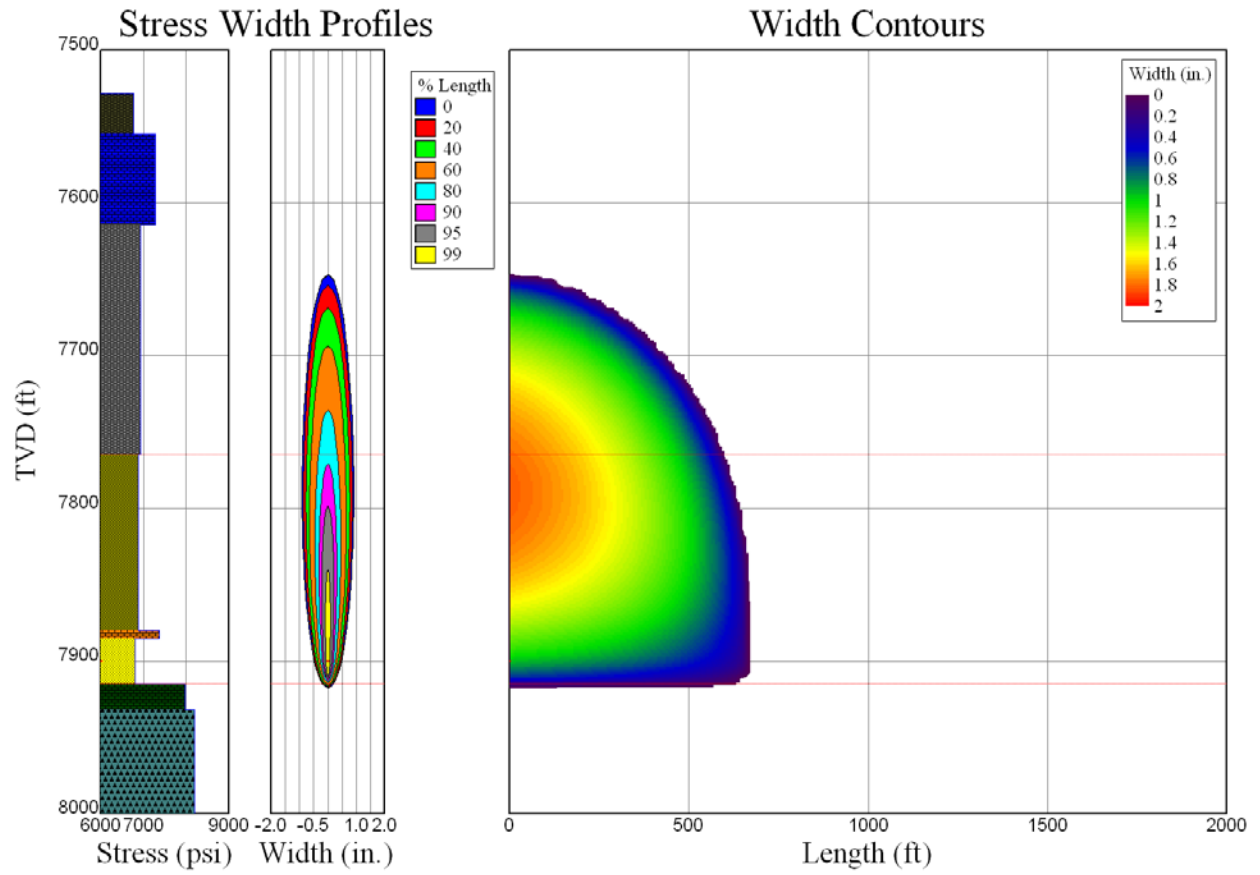 Stress Width Profiles
Width Contours
7500
7600
7700
7800
7900
8000
TVD (ft)
6000 7000 9000
Stress (psi)
-2.0 -0.5 1.0 2.0
Width (in.)
% Length
0
20
40
60
80
90
95
99
Width (in.)
0
0.2
0.4
0.6
0.8
1
1.2
1.4
1.6
1.8
2
0 500 1000 1500 2000
Length (ft)